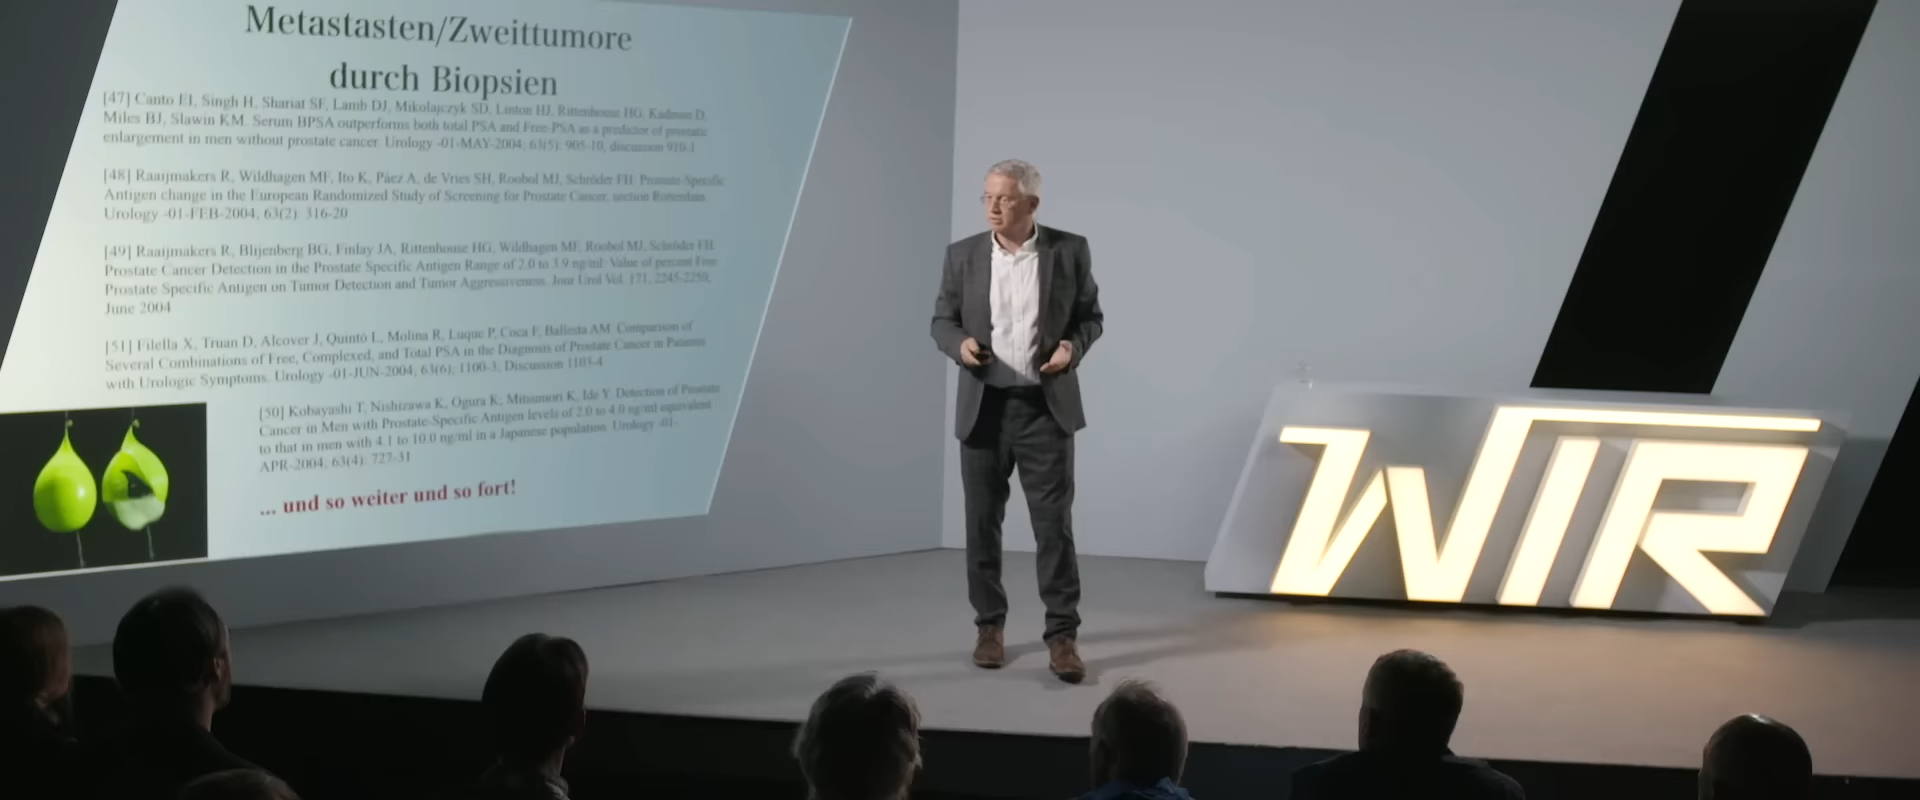 Metastasten/Zweittumore
durch Biopsien
[47] Canto EI, Singh H, Shariat SF, Lamb DJ, Mikolajczyk SD, Linton HJ, Rittenhouse HG, Kadmon D,
Miles BJ, Slawin KM. Serum BPSA outperforms both total PSA and Free-PSA as a predictor of prostatic
enlargement in men without prostate cancer. Urology -01-MAY-2004; 63(5): 905-10, discussion 910-1
[48] Raaijmakers R, Wildhagen MF, Ito K, Pàez A, de Vries SH, Roobol MJ, Schröder FH. Prostate-Specific
Antigen change in the European Randomized Study of Screening for Prostate Cancer, section Rotterdam.
Urology -01-FEB-2004; 63(2): 316-20
[49] Raaijmakers R, Blijenberg BG, Finlay JA, Rittenhouse HG, Wildhagen MF, Roobol MJ, Schröder FH.
Prostate Cancer Detection in the Prostate Specific Antigen Range of 2.0 to 3.9 ng/ml: Value of percent Free
Prostate Specific Antigen on Tumor Detection and Tumor Aggressiveness. Jour Urol Vol. 171, 2245-2250,
June 2004
[51] Filella X, Truan D, Alcover J, Quintó L, Molina R, Luque P, Coca F, Ballesta AM. Comparison of
Several Combinations of Free, Complexed, and Total PSA in the Diagnosis of Prostate Cancer in Patients
with Urologic Symptoms. Urology -01-JUN-2004; 63(6); 1100-3; Discussion 1103-4
[50] Kobayashi T, Nishizawa K, Ogura K, Mitsumori K, Ide Y. Detection of Prostate
Cancer in Men with Prostate-Specific Antigen levels of 2.0 to 4.0 ng/ml equivalent
to that in men with 4.1 to 10.0 ng/ml in a Japanese population. Urology -01-
APR-2004; 63(4): 727-31
... und so weiter und so fort!
WIR